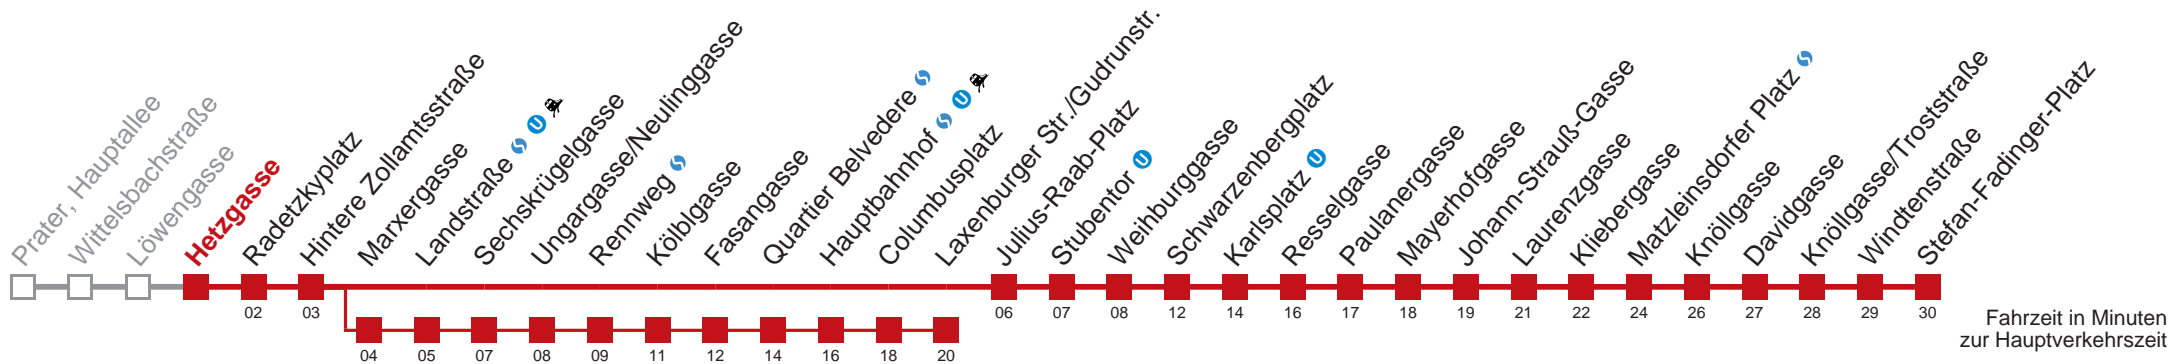 Prater, Hauptallee
Wittelsbachstraße
Löwengasse
Hetzgasse
Radetzkyplatz
Hintere Zollamtsstraße
Marxergasse
Landstraße S U
Sechskrügelgasse
Ungargasse/Neulinggasse
Rennweg S
Kölblgasse
Fasangasse
Quartier Belvedere S
Hauptbahnhof S U
Columbusplatz
Laxenburger Str./Gudrunstr.
Julius-Raab-Platz
Stubentor U
Weihburggasse
Schwarzenbergplatz
Karlsplatz U
Resselgasse
Paulanergasse
Mayerhofgasse
Johann-Strauß-Gasse
Laurenzgasse
Kliebergasse
Matzleinsdorfer Platz S
Knöllgasse
Davidgasse
Knöllgasse/Troststraße
Windtenstraße
Stefan-Fadinger-Platz
02 03 06 07 08 12 14 16 17 18 19 21 22 24 26 27 28 29 30
04 05 07 08 09 11 12 14 16 18 20
Fahrzeit in Minuten
zur Hauptverkehrszeit